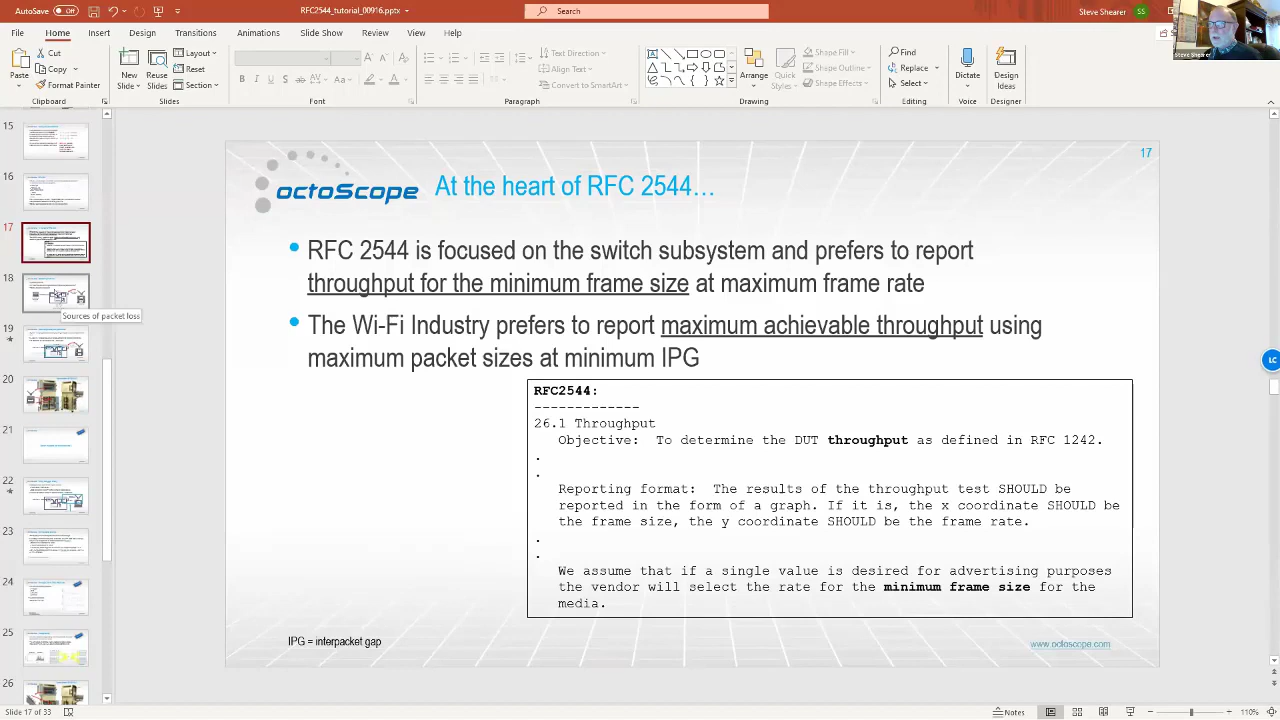 AutoSave Off
RFC2544_tutorial_00916.pptx
Search
Steve Shearer
SS
File Home Insert Design Transitions Animations Slide Show Review View Help
Paste
Cut
Copy
Format Painter
Clipboard
New
Slide
Reuse
Slides
Layout
Reset
Section
Slides
B I U S AV Aa A
Font
Text Direction
Align Text
Convert to SmartArt
Paragraph
Arrange
Quick
Styles
Shape Fill
Shape Outline
Shape Effects
Drawing
Find
Replace
Select
Editing
Dictate
Voice
Design
Ideas
Designer
Steve Shearer
15
16
17
18
Sources of packet loss
19
20
21
22
23
24
25
26
17
octoScope
At the heart of RFC 2544…
• RFC 2544 is focused on the switch subsystem and prefers to report
throughput for the minimum frame size at maximum frame rate
• The Wi-Fi Industry prefers to report maximum achievable throughput using
maximum packet sizes at minimum IPG
RFC2544:
-------------
26.1 Throughput
Objective: To determine the DUT throughput as defined in RFC 1242.
.
.
Reporting format: The results of the throughput test SHOULD be
reported in the form of a graph. If it is, the x coordinate SHOULD be
the frame size, the y coordinate SHOULD be the frame rate.
.
.
We assume that if a single value is desired for advertising purposes
the vendor will select the rate for the minimum frame size for the
media.
IPG = interpacket gap
www.octoscope.com
LC
Slide 17 of 33
Notes
110%